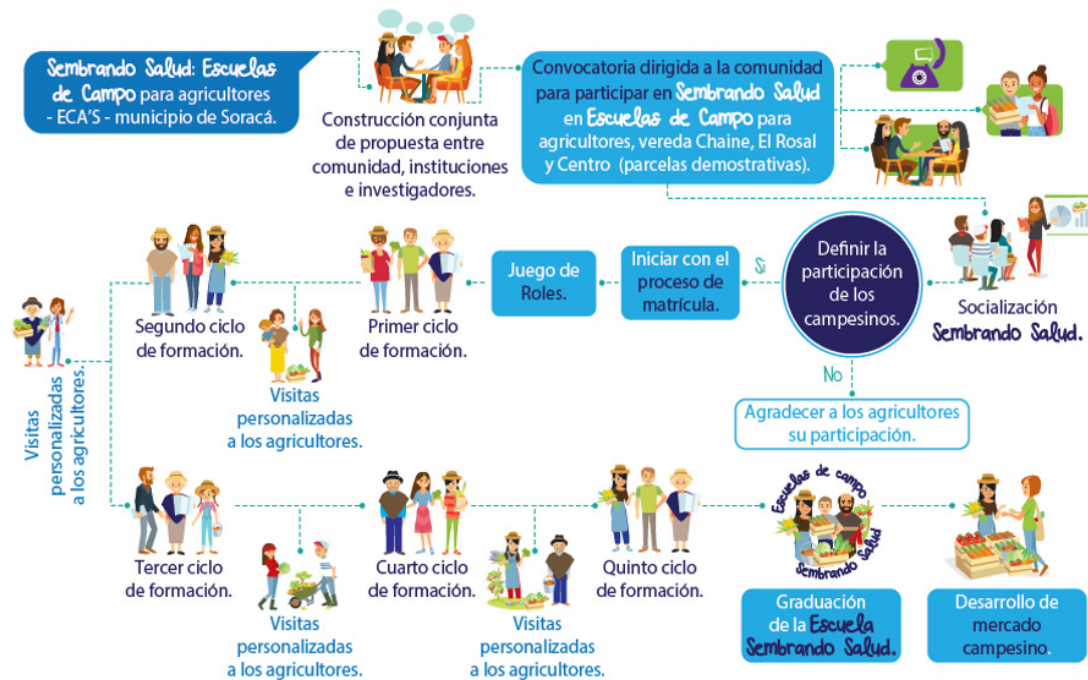 Sembrando Salud: Escuelas
de Campo para agricultores
- ECA'S - municipio de Soracá.
Construcción conjunta
de propuesta entre
comunidad, instituciones
e investigadores.
Convocatoria dirigida a la comunidad
para participar en Sembrando Salud
en Escuelas de Campo para
agricultores, vereda Chaine, El Rosal
y Centro (parcelas demostrativas).
Socialización
Sembrando Salud.
Definir la
participación
de los
campesinos.
Si
No
Agradecer a los agricultores
su participación.
Iniciar con el
proceso de
matrícula.
Juego de
Roles.
Primer ciclo
de formación.
Visitas
personalizadas
a los agricultores.
Segundo ciclo
de formación.
Visitas
personalizadas
a los agricultores.
Tercer ciclo
de formación.
Visitas
personalizadas
a los agricultores.
Cuarto ciclo
de formación.
Visitas
personalizadas
a los agricultores.
Quinto ciclo
de formación.
Escuelas de campo
Sembrando Salud
Graduación
de la Escuela
Sembrando Salud.
Desarrollo de
mercado
campesino.